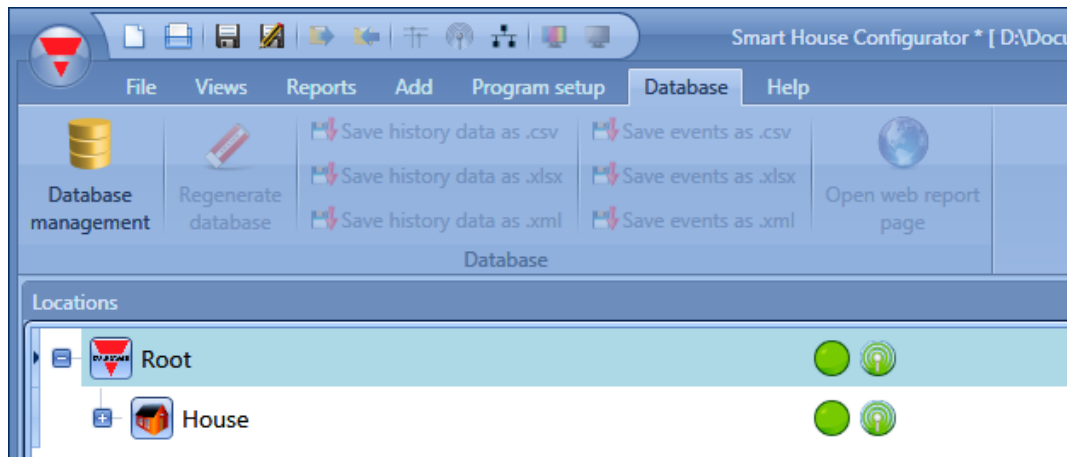 Smart House Configurator * [ D:\Docu
File Views Reports Add Program setup Database Help
Database management
Regenerate database
Save history data as .csv
Save history data as .xlsx
Save history data as .xml
Save events as .csv
Save events as .xlsx
Save events as .xml
Open web report page
Database
Locations
Root
House